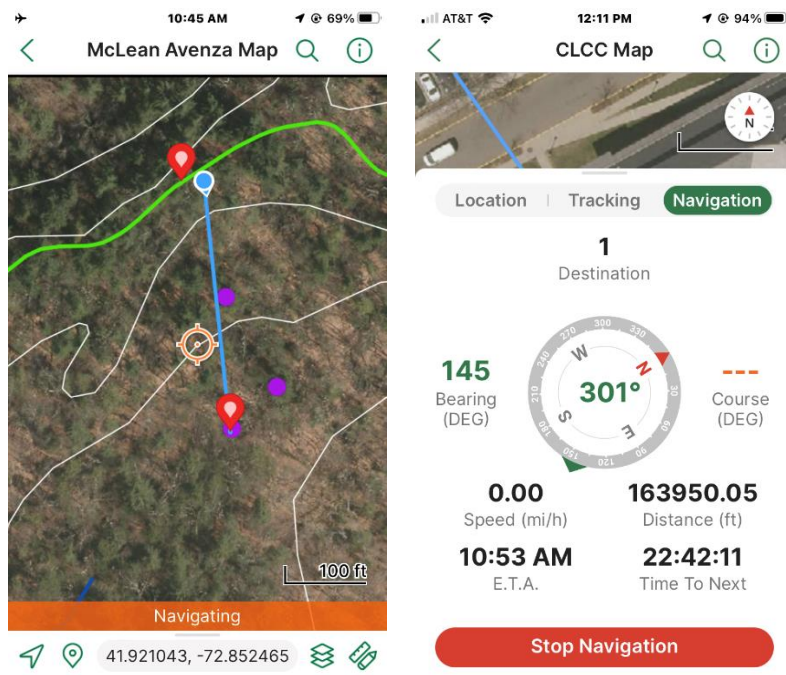 10:45 AM
69%
McLean Avenza Map
100 ft
Navigating
41.921043, -72.852465
AT&T
12:11 PM
94%
CLCC Map
N
Location
Tracking
Navigation
1
Destination
145
Bearing
(DEG)
301°
N
E
S
W
300
330
30
60
90
120
150
180
210
240
270
---
Course
(DEG)
0.00
Speed (mi/h)
163950.05
Distance (ft)
10:53 AM
E.T.A.
22:42:11
Time To Next
Stop Navigation